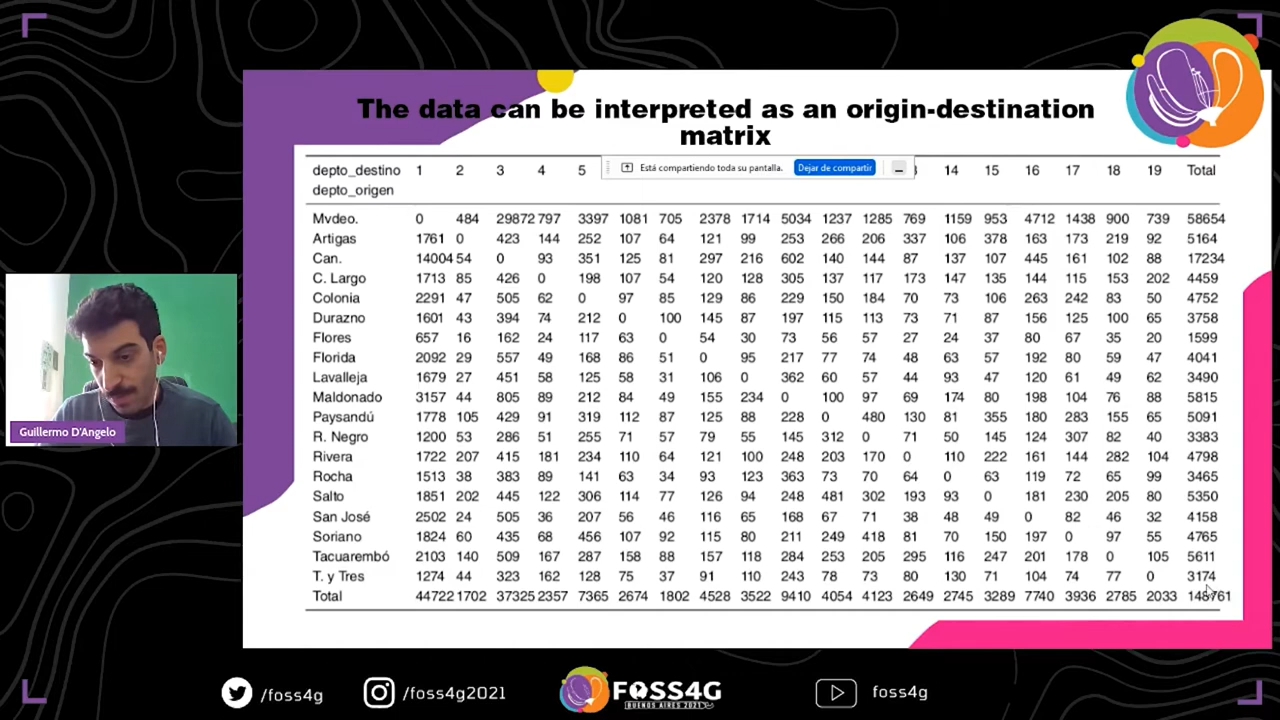 The data can be interpreted as an origin-destination
matrix
depto_destino 1 2 3 4 5 14 15 16 17 18 19 Total
Está compartiendo toda su pantalla. Dejar de compartir
depto_origen
Mvdeo. 0 484 29872 797 3397 1081 705 2378 1714 5034 1237 1285 769 1159 953 4712 1438 900 739 58654
Artigas 1761 0 423 144 252 107 64 121 99 253 266 206 337 106 378 163 173 219 92 5164
Can. 14004 54 0 93 351 125 81 297 216 602 140 144 87 137 107 445 161 102 88 17234
C. Largo 1713 85 426 0 198 107 54 120 128 305 137 117 173 147 135 144 115 153 202 4459
Colonia 2291 47 505 62 0 97 85 129 86 229 150 184 70 73 106 263 242 83 50 4752
Durazno 1601 43 394 74 212 0 100 145 87 197 115 113 73 71 87 156 125 100 65 3758
Flores 657 16 162 24 117 63 0 54 30 73 56 57 27 24 37 80 67 35 20 1599
Florida 2092 29 557 49 168 86 51 0 95 217 77 74 48 63 57 192 80 59 47 4041
Lavalleja 1679 27 451 58 125 58 31 106 0 362 60 57 44 93 47 120 61 49 62 3490
Maldonado 3157 44 805 89 212 84 49 155 234 0 100 97 69 174 80 198 104 76 88 5815
Paysandú 1778 105 429 91 319 112 87 125 88 228 0 480 130 81 355 180 283 155 65 5091
R. Negro 1200 53 286 51 255 71 57 79 55 145 312 0 71 50 145 124 307 82 40 3383
Rivera 1722 207 415 181 234 110 64 121 100 248 203 170 0 110 222 161 144 282 104 4798
Rocha 1513 38 383 89 141 63 34 93 123 363 73 70 64 0 63 119 72 65 99 3465
Salto 1851 202 445 122 306 114 77 126 94 248 481 302 193 93 0 181 230 205 80 5350
San José 2502 24 505 36 207 56 46 116 65 168 67 71 38 48 49 0 82 46 32 4158
Soriano 1824 60 435 68 456 107 92 115 80 211 249 418 81 70 150 197 0 97 55 4765
Tacuarembó 2103 140 509 167 287 158 88 157 118 284 253 205 295 116 247 201 178 0 105 5611
T. y Tres 1274 44 323 162 128 75 37 91 110 243 78 73 80 130 71 104 74 77 0 3174
Total 44722 1702 37325 2357 7365 2674 1802 4528 3522 9410 4054 4123 2649 2745 3289 7740 3936 2785 2033 148761
Guillermo D'Angelo
/foss4g
/foss4g2021
FOSS4G
BUENOS AIRES 2021
foss4g